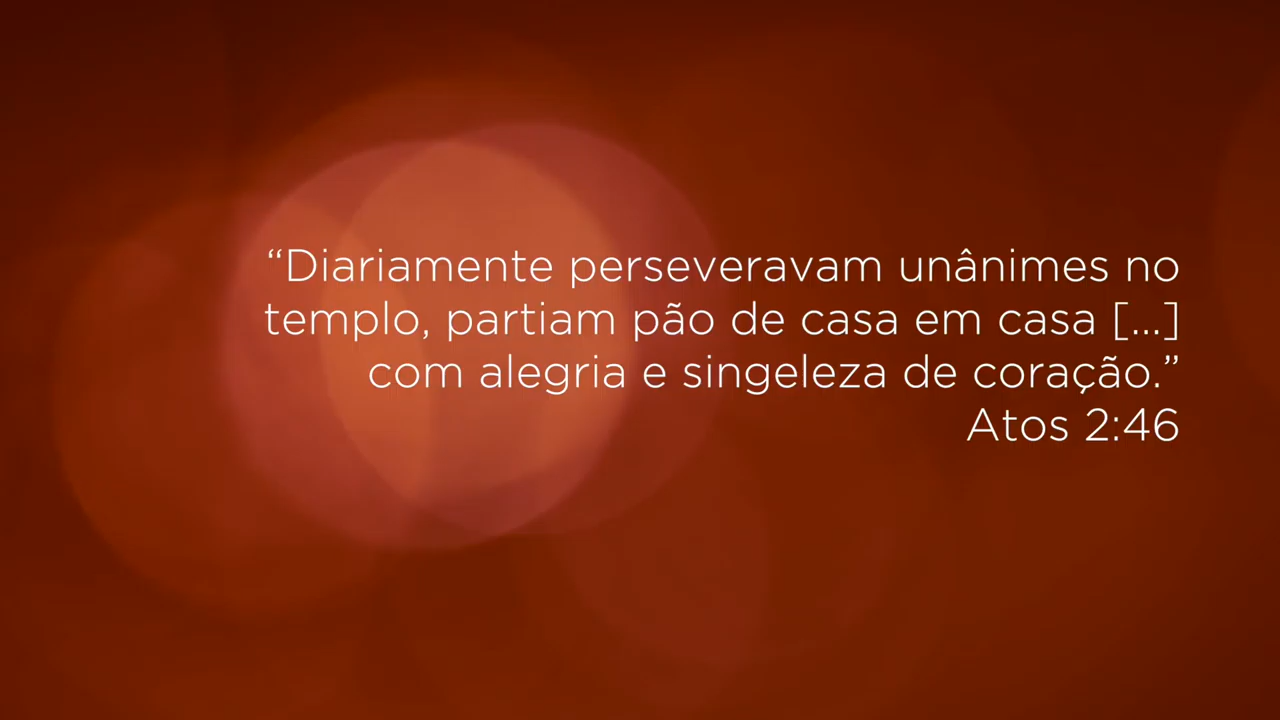 “Diariamente perseveravam unânimes no
templo, partiam pão de casa em casa [...]
com alegria e singeleza de coração.”
Atos 2:46